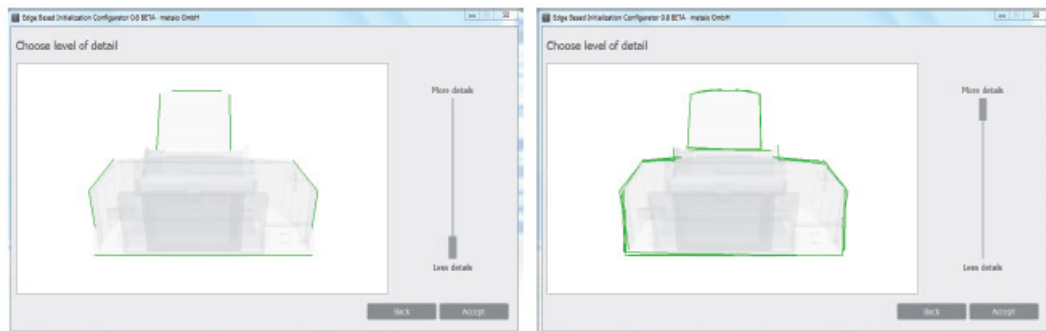 Edge Based Initialization Configurator 0.8 BETA - metaio GmbH
Choose level of detail
More details
Less details
Back Accept
Edge Based Initialization Configurator 0.8 BETA - metaio GmbH
Choose level of detail
More details
Less details
Back Accept